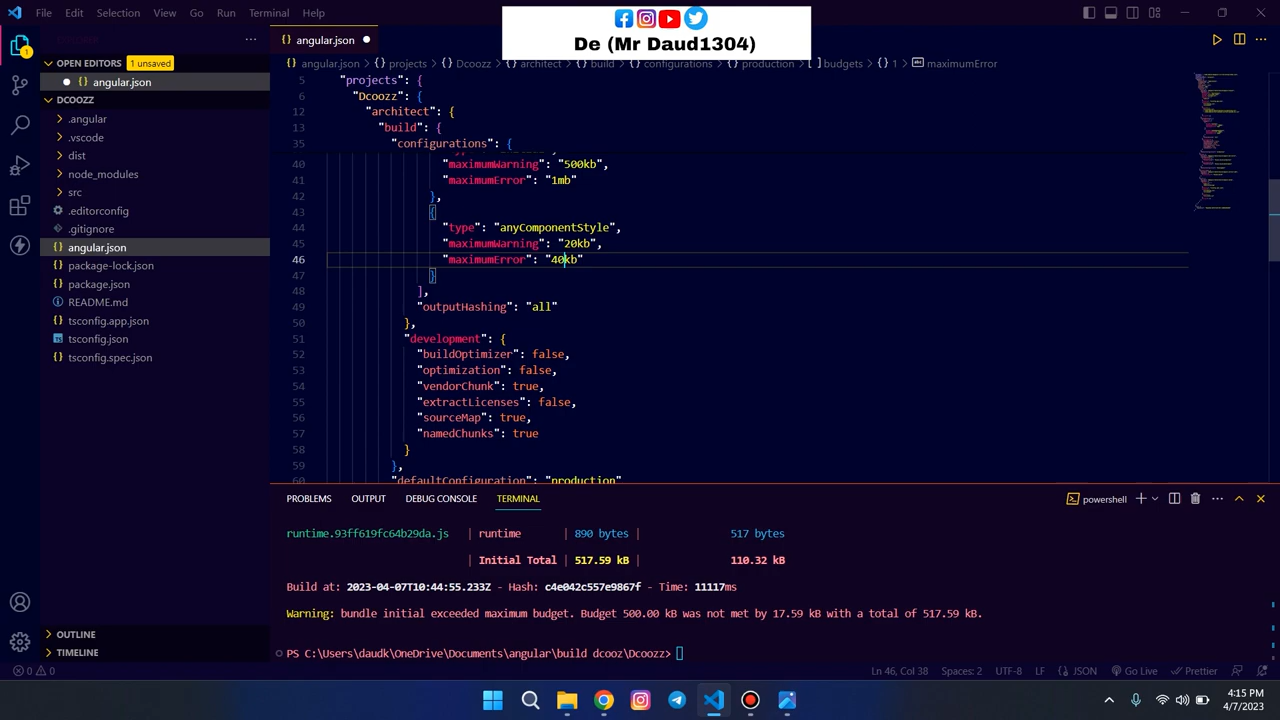 File Edit Selection View Go Run Terminal Help
De (Mr Daud1304)
1
OPEN EDITORS 1 unsaved
angular.json
DCOOZZ
.angular
.vscode
dist
node_modules
src
.editorconfig
.gitignore
angular.json
package-lock.json
package.json
README.md
tsconfig.app.json
tsconfig.json
tsconfig.spec.json
OUTLINE
TIMELINE
angular.json
angular.json > {} projects > {} Dcoozz > {} architect > {} build > {} configurations > {} production > [ ] budgets > {} 1 > maximumError
5 "projects": {
6 "Dcoozz": {
12 "architect": {
13 "build": {
35 "configurations": {
40 "maximumWarning": "500kb",
41 "maximumError": "1mb"
42 },
43 {
44 "type": "anyComponentStyle",
45 "maximumWarning": "20kb",
46 "maximumError": "40kb"
47 }
48 ],
49 "outputHashing": "all"
50 },
51 "development": {
52 "buildOptimizer": false,
53 "optimization": false,
54 "vendorChunk": true,
55 "extractLicenses": false,
56 "sourceMap": true,
57 "namedChunks": true
58 }
59 },
60 "defaultConfiguration": "production"
PROBLEMS OUTPUT DEBUG CONSOLE TERMINAL powershell
runtime.93ff619fc64b29da.js | runtime | 890 bytes | 517 bytes
| Initial Total | 517.59 kB | 110.32 kB
Build at: 2023-04-07T10:44:55.233Z - Hash: c4e042c557e9867f - Time: 11117ms
Warning: bundle initial exceeded maximum budget. Budget 500.00 kB was not met by 17.59 kB with a total of 517.59 kB.
PS C:\Users\daudk\OneDrive\Documents\angular\build dcooz\Dcoozz>
0 0 Ln 46, Col 38 Spaces: 2 UTF-8 LF {} JSON Go Live Prettier
4:15 PM
4/7/2023